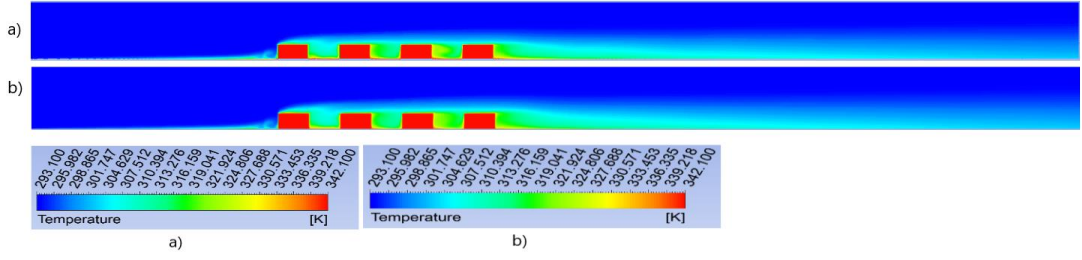 a)
b)
293.100 295.982 298.865 301.747 304.629 307.512 310.394 313.276 316.159 319.041 321.924 324.806 327.688 330.571 333.453 336.335 339.218 342.100
Temperature [K]
a)
293.100 295.982 298.865 301.747 304.629 307.512 310.394 313.276 316.159 319.041 321.924 324.806 327.688 330.571 333.453 336.335 339.218 342.100
Temperature [K]
b)